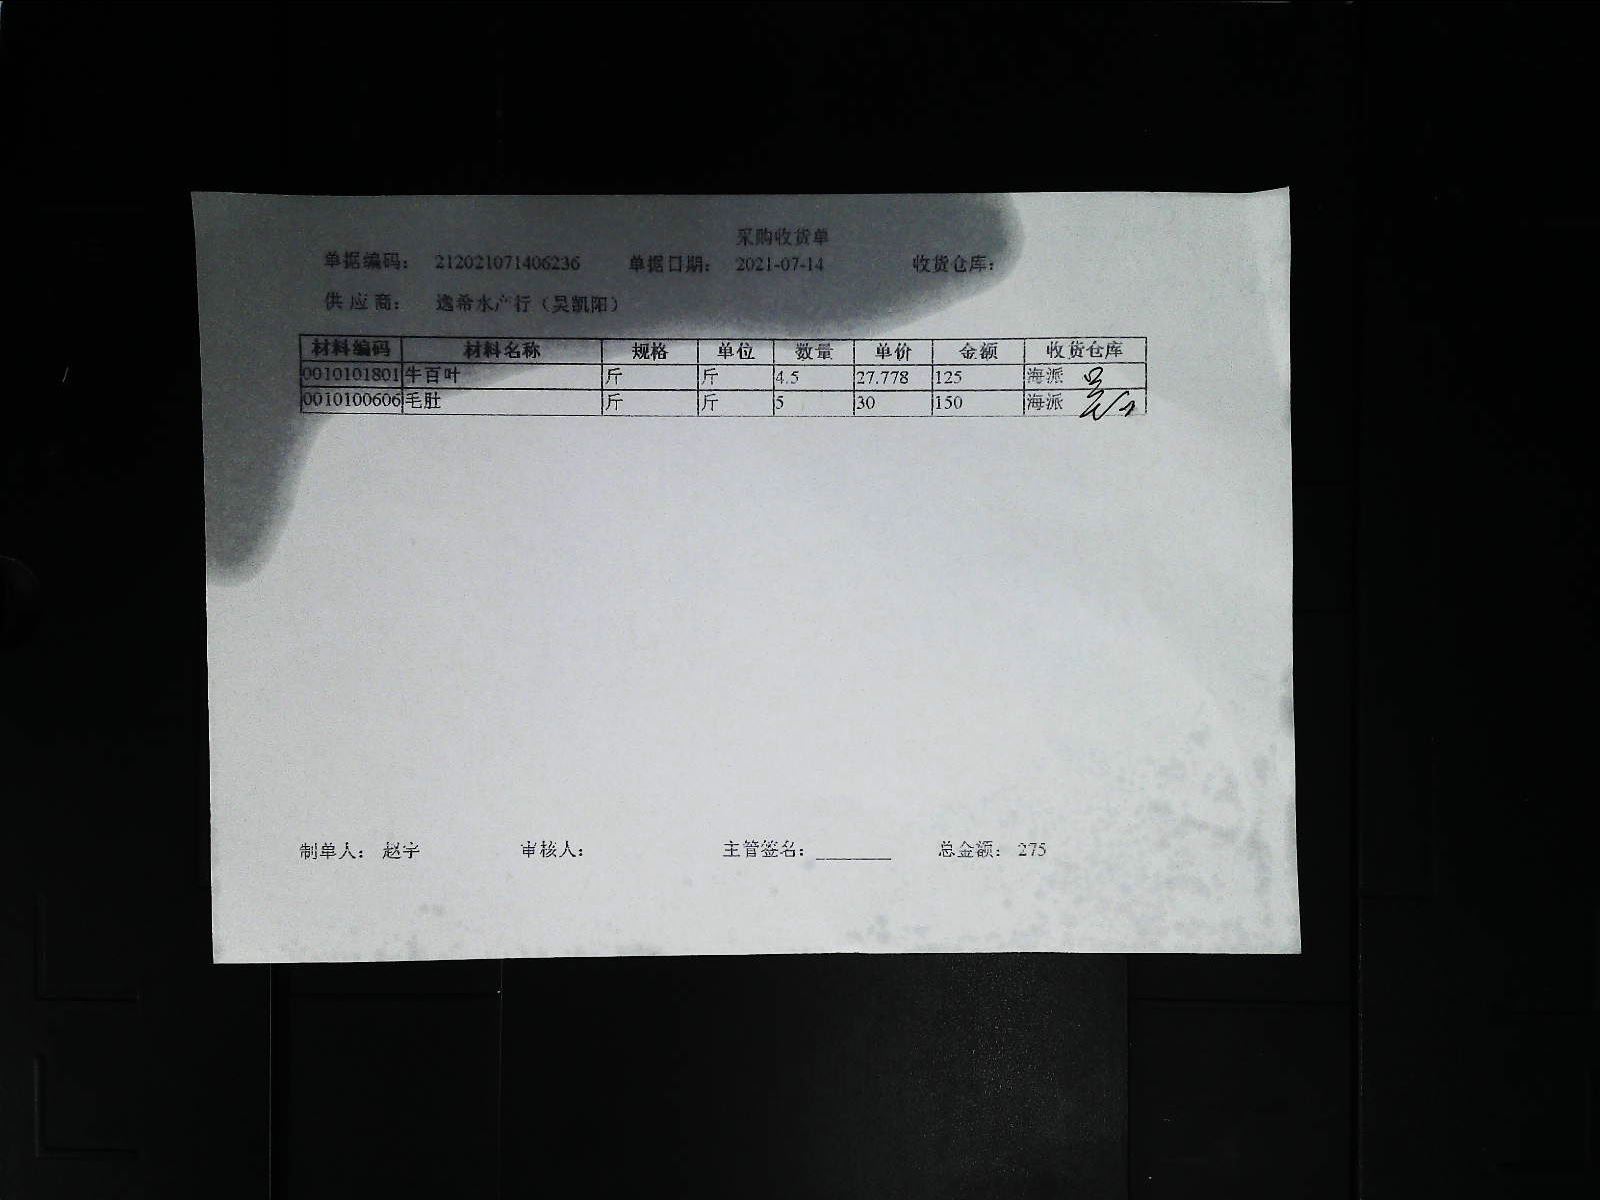 采购收货单
单据编码： 212021071406236 单据日期： 2021-07-14 收货仓库：
供 应 商： 逸希水产行（吴凯阳）
材料编码 材料名称 规格 单位 数量 单价 金额 收货仓库
0010101801 牛百叶 斤 斤 4.5 27.778 125 海派
0010100606 毛肚 斤 斤 5 30 150 海派
制单人： 赵宇 审核人： 主管签名：________ 总金额： 275